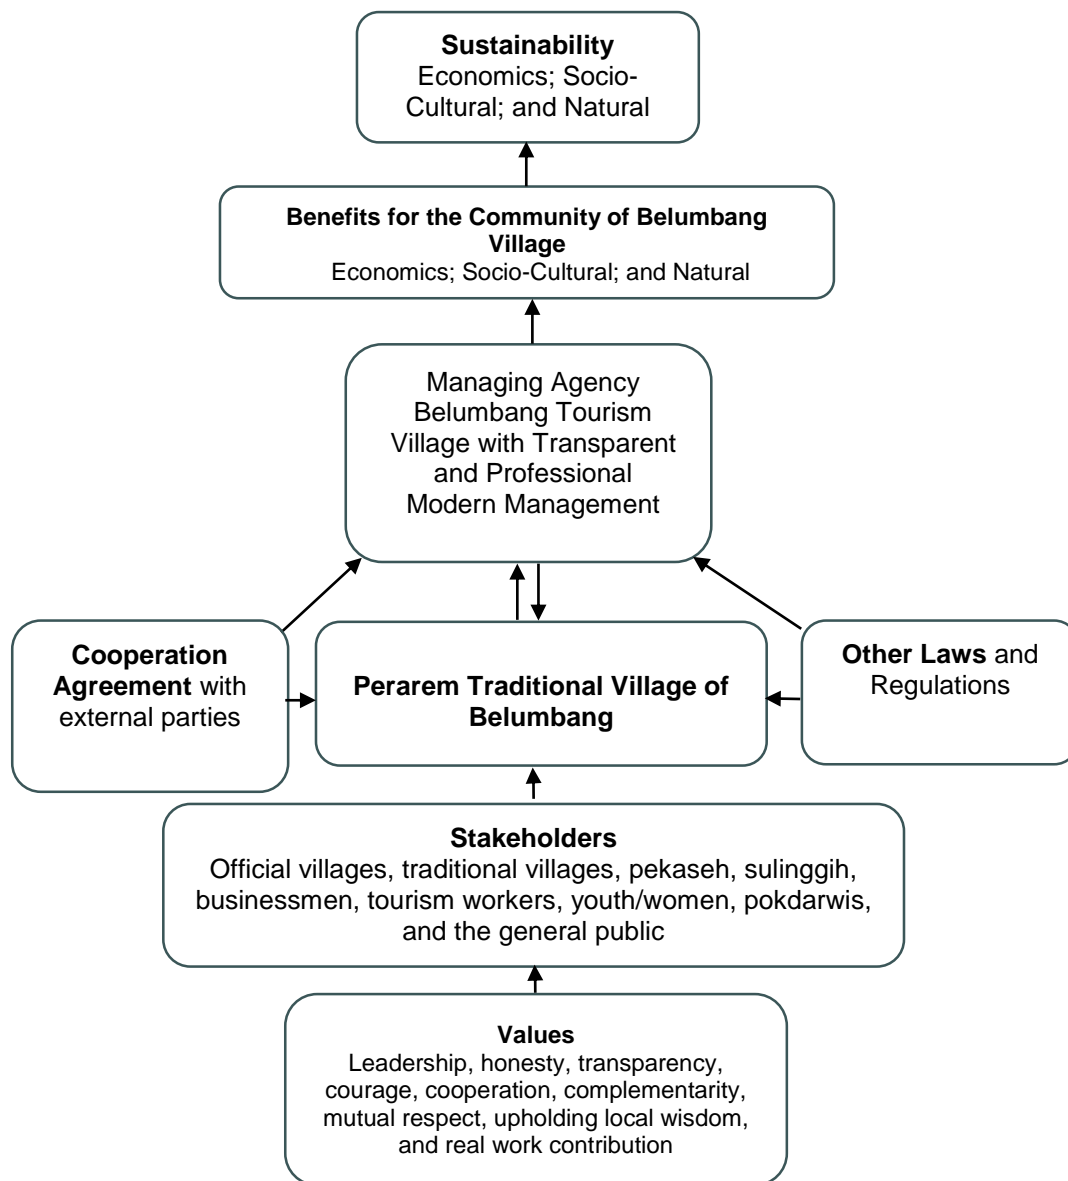 Sustainability
Economics; Socio-
Cultural; and Natural
Benefits for the Community of Belumbang
Village
Economics; Socio-Cultural; and Natural
Managing Agency
Belumbang Tourism
Village with Transparent
and Professional
Modern Management
Cooperation
Agreement with
external parties
Perarem Traditional Village of
Belumbang
Other Laws and
Regulations
Stakeholders
Official villages, traditional villages, pekaseh, sulinggih,
businessmen, tourism workers, youth/women, pokdarwis,
and the general public
Values
Leadership, honesty, transparency,
courage, cooperation, complementarity,
mutual respect, upholding local wisdom,
and real work contribution